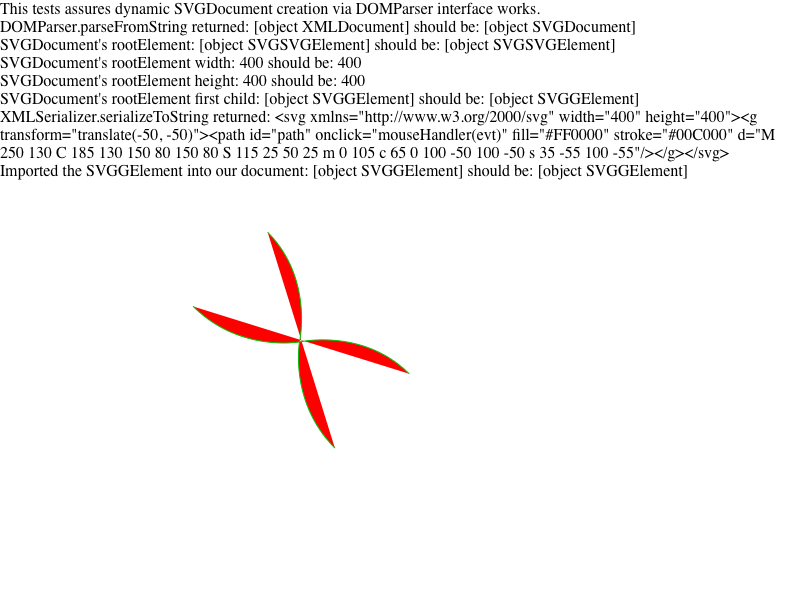 This tests assures dynamic SVGDocument creation via DOMParser interface works.
DOMParser.parseFromString returned: [object XMLDocument] should be: [object SVGDocument]
SVGDocument's rootElement: [object SVGSVGElement] should be: [object SVGSVGElement]
SVGDocument's rootElement width: 400 should be: 400
SVGDocument's rootElement height: 400 should be: 400
SVGDocument's rootElement first child: [object SVGGElement] should be: [object SVGGElement]
XMLSerializer.serializeToString returned: <svg xmlns="http://www.w3.org/2000/svg" width="400" height="400"><g
transform="translate(-50, -50)"><path id="path" onclick="mouseHandler(evt)" fill="#FF0000" stroke="#00C000" d="M
250 130 C 185 130 150 80 150 80 S 115 25 50 25 m 0 105 c 65 0 100 -50 100 -50 s 35 -55 100 -55"/></g></svg>
Imported the SVGGElement into our document: [object SVGGElement] should be: [object SVGGElement]